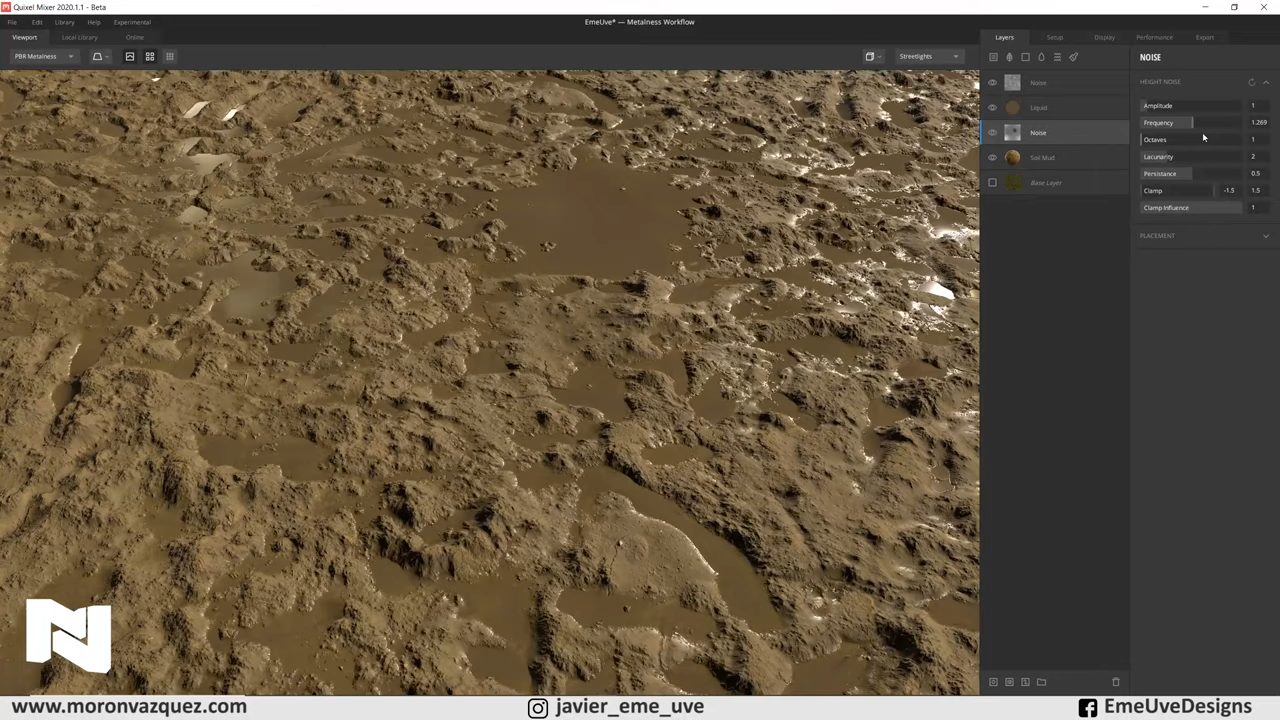 Quixel Mixer 2020.1.1 - Beta
File Edit Library Help Experimental
EmeUve* — Metalness Workflow
Viewport Local Library Online
Layers Setup Display Performance Export
PBR Metalness
Streetlights
NOISE
Noise
HEIGHT NOISE
Liquid
Amplitude 1
Frequency 1.269
Noise
Octaves 1
Soil Mud
Lacunarity 2
Persistance 0.5
Base Layer
Clamp -1.5 1.5
Clamp Influence 1
PLACEMENT
N
www.moronvazquez.com
javier_eme_uve
EmeUveDesigns